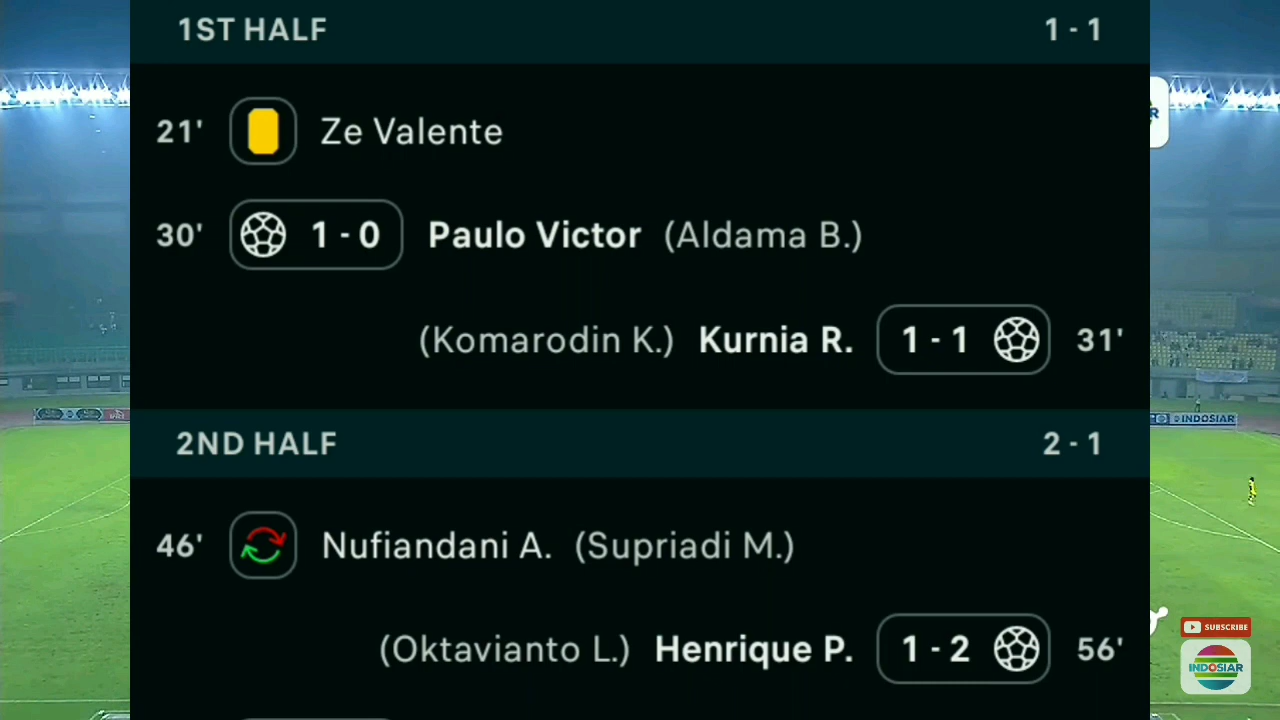 1ST HALF 1 - 1
21' Ze Valente
30' 1 - 0 Paulo Victor (Aldama B.)
(Komarodin K.) Kurnia R. 1 - 1 31'
2ND HALF 2 - 1
46' Nufiandani A. (Supriadi M.)
(Oktavianto L.) Henrique P. 1 - 2 56'
INDOSIAR
SUBSCRIBE
INDOSIAR